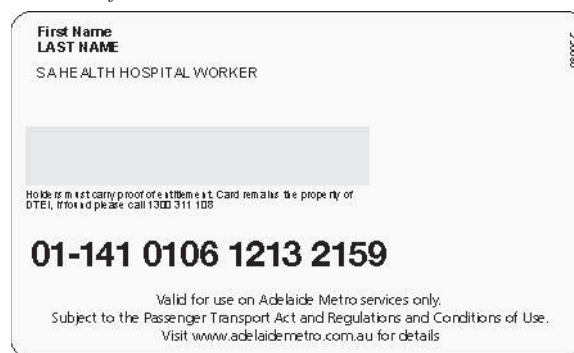 First Name
LAST NAME
SA HEALTH HOSPITAL WORKER
Holders must carry proof of entitlement. Card remains the property of
DTEI, if found please call 1300 311 108
01-141 0106 1213 2159
Valid for use on Adelaide Metro services only.
Subject to the Passenger Transport Act and Regulations and Conditions of Use.
Visit www.adelaidemetro.com.au for details